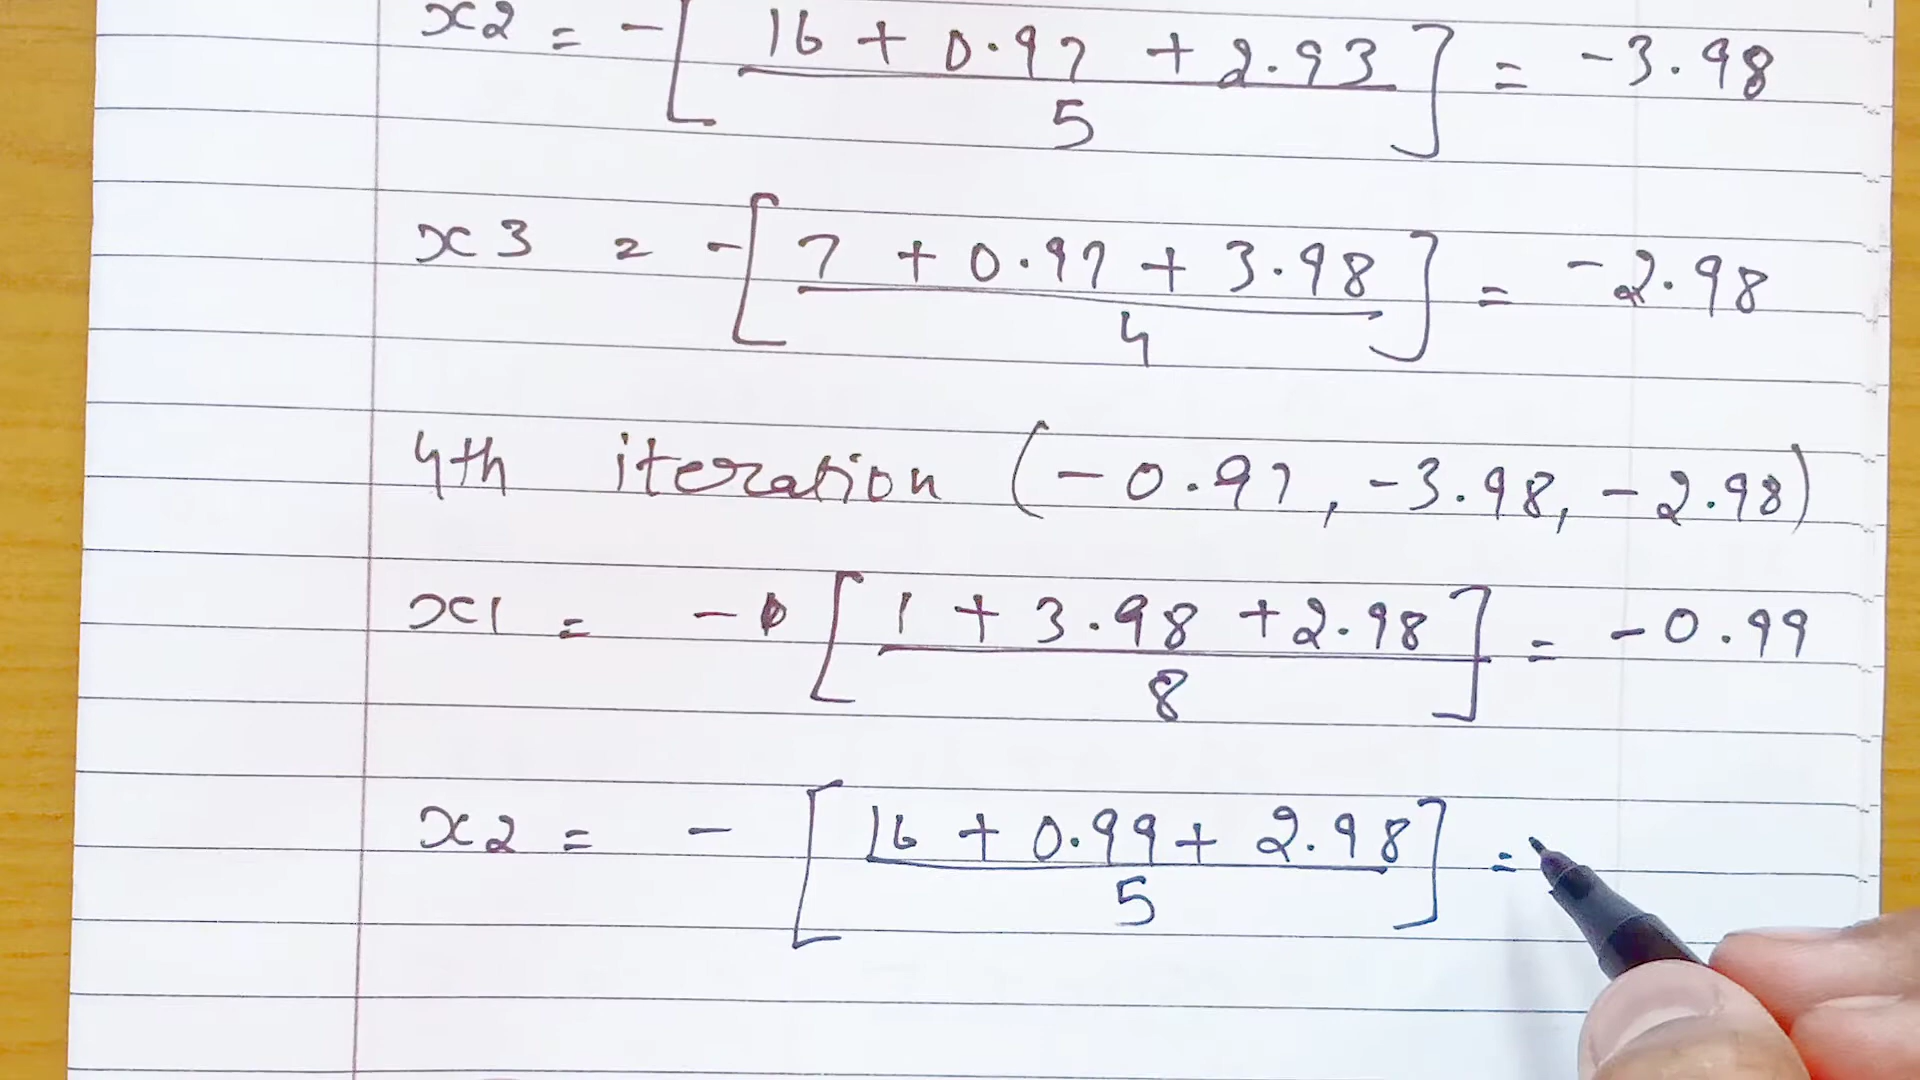 x2 = -[ 16 + 0.97 + 2.93 / 5 ] = -3.98
x3 = -[ 7 + 0.97 + 3.98 / 4 ] = -2.98
4th iteration (-0.97, -3.98, -2.98)
x1 = - [ 1 + 3.98 + 2.98 / 8 ] = -0.99
x2 = - [ 16 + 0.99 + 2.98 / 5 ] =